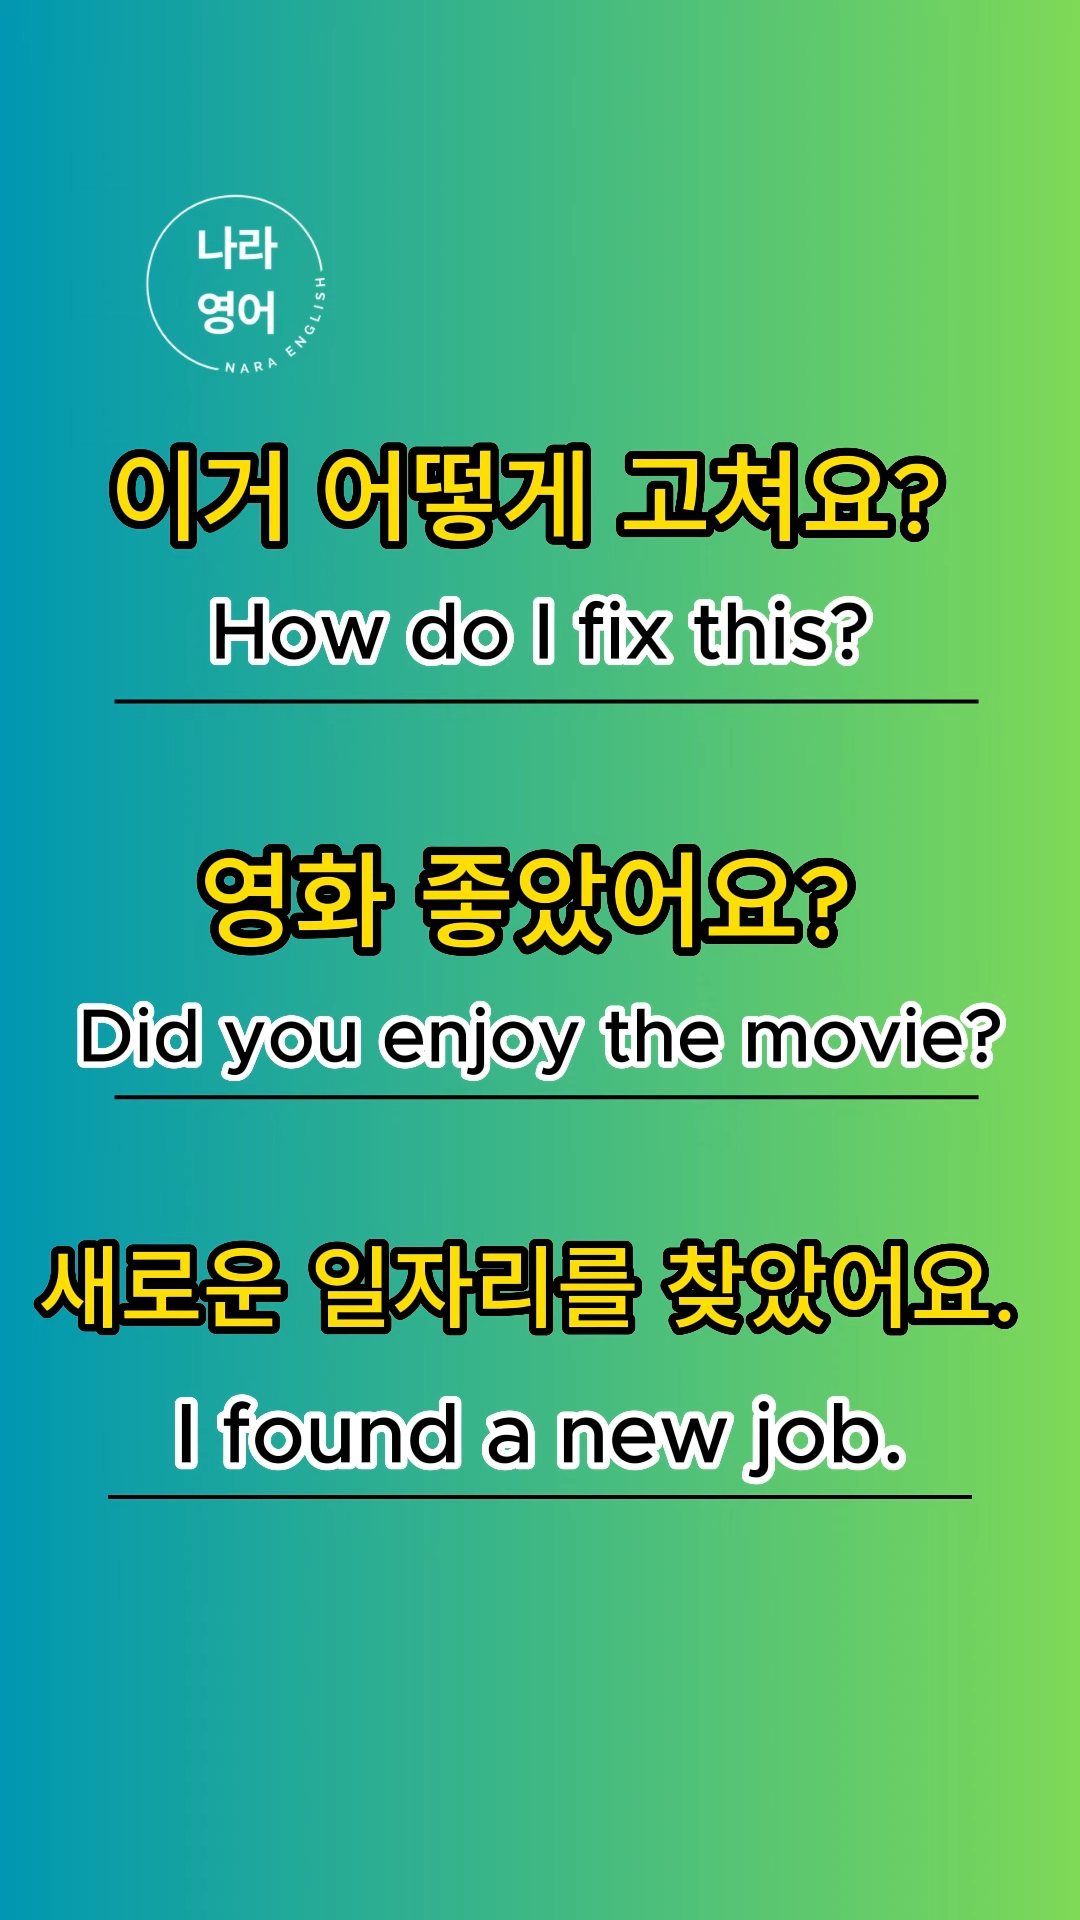 나라
영어
NARA ENGLISH
이거 어떻게 고쳐요?
How do I fix this?
영화 좋았어요?
Did you enjoy the movie?
새로운 일자리를 찾았어요.
I found a new job.